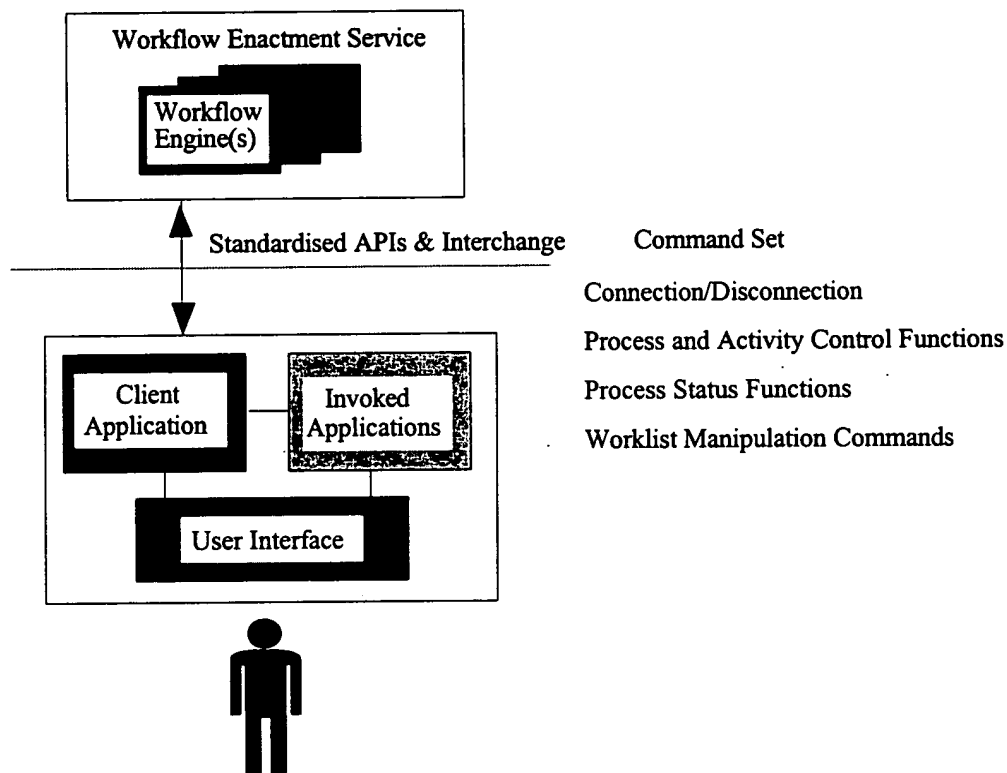 Workflow Enactment Service
Workflow
Engine(s)
Standardised APIs & Interchange
Command Set
Connection/Disconnection
Process and Activity Control Functions
Process Status Functions
Worklist Manipulation Commands
Client
Application
Invoked
Applications
User Interface